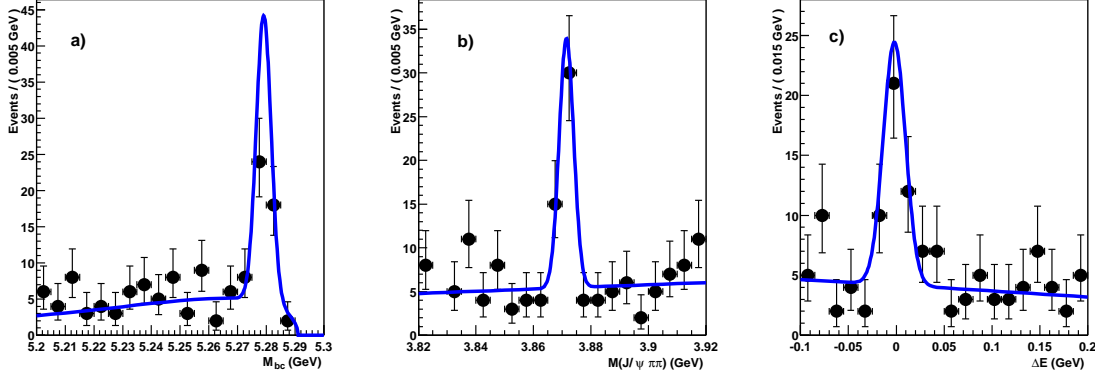 a)
Events / ( 0.005 GeV )
45
40
35
30
25
20
15
10
5
0
5.2 5.21 5.22 5.23 5.24 5.25 5.26 5.27 5.28 5.29 5.3
M bc (GeV)
b)
Events / ( 0.005 GeV )
35
30
25
20
15
10
5
0
3.82 3.84 3.86 3.88 3.9 3.92
M(J/ ψ ππ) (GeV)
c)
Events / ( 0.015 GeV )
25
20
15
10
5
0
-0.1 -0.05 0 0.05 0.1 0.15 0.2
ΔE (GeV)